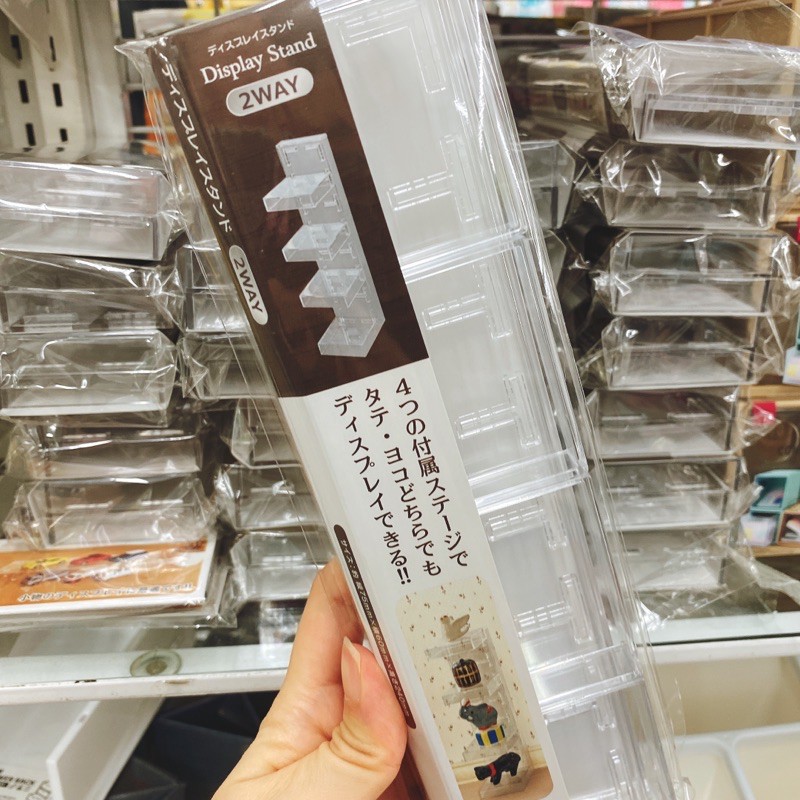 ディスプレイスタンド
Display Stand
2WAY
ディスプレイスタンド 2WAY
4つの付属ステージで
タテ・ヨコどちらでも
ディスプレイできる!!